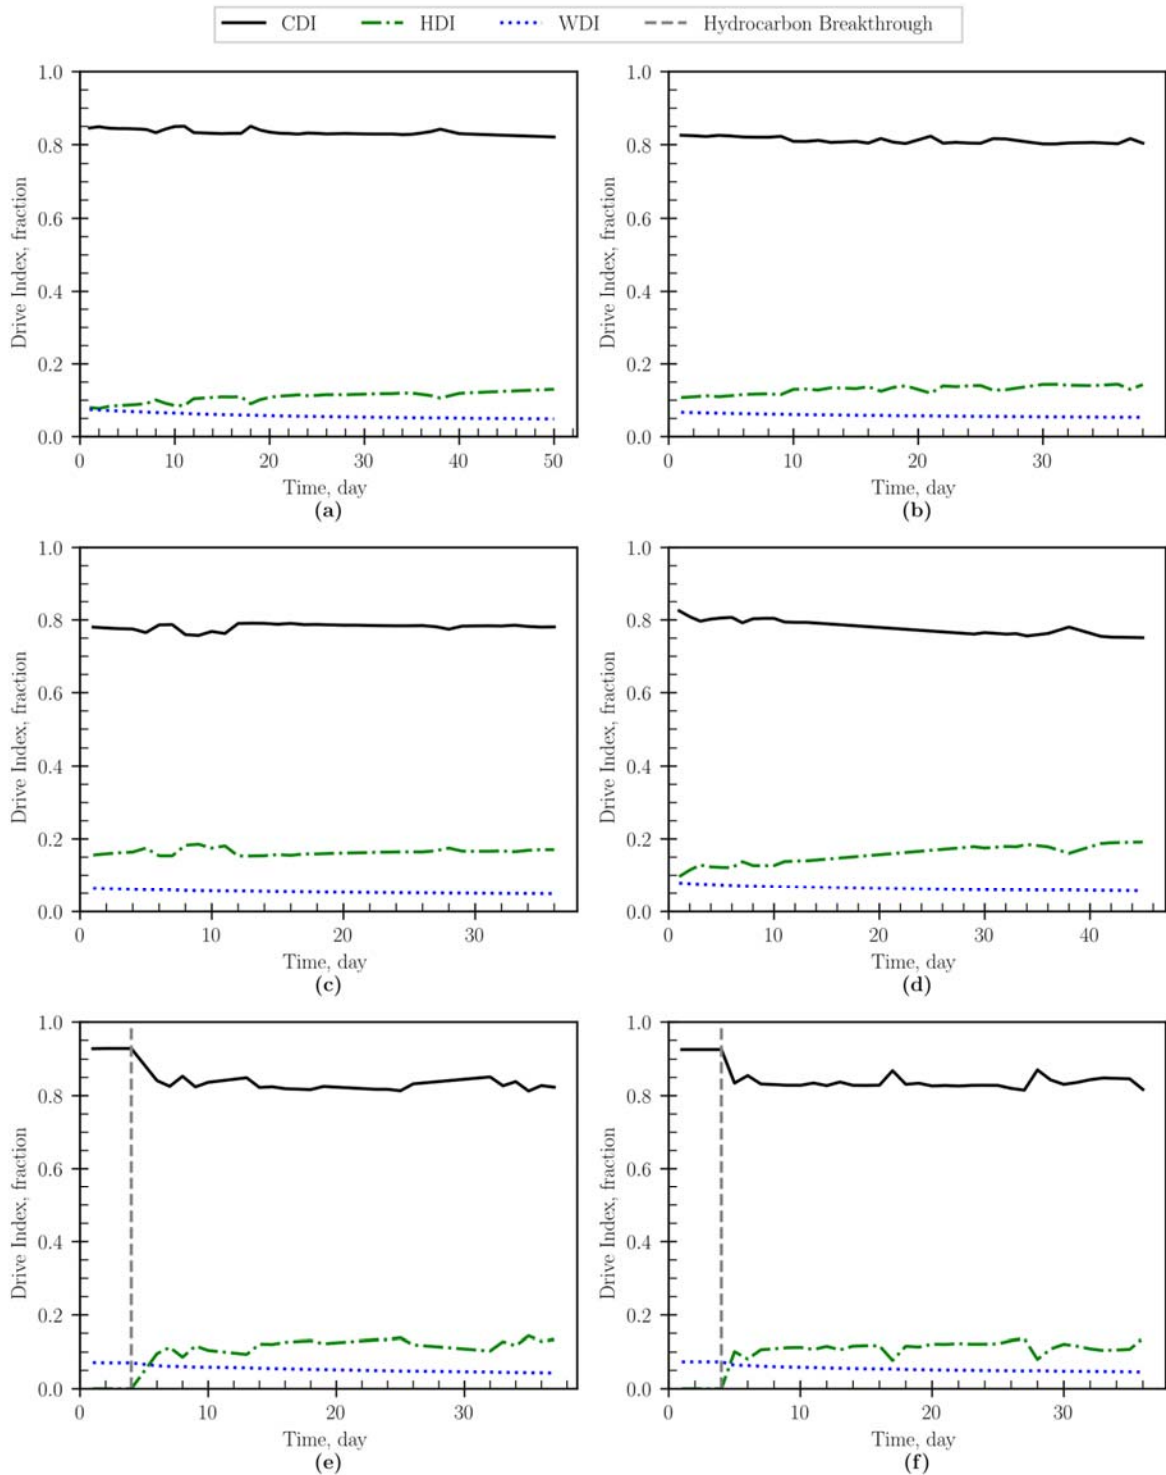 CDI HDI WDI Hydrocarbon Breakthrough
1.0
0.8
0.6
0.4
0.2
0.0
Drive Index, fraction
0 10 20 30 40 50
Time, day
(a)
1.0
0.8
0.6
0.4
0.2
0.0
Drive Index, fraction
0 10 20 30
Time, day
(b)
1.0
0.8
0.6
0.4
0.2
0.0
Drive Index, fraction
0 10 20 30
Time, day
(c)
1.0
0.8
0.6
0.4
0.2
0.0
Drive Index, fraction
0 10 20 30 40
Time, day
(d)
1.0
0.8
0.6
0.4
0.2
0.0
Drive Index, fraction
0 10 20 30
Time, day
(e)
1.0
0.8
0.6
0.4
0.2
0.0
Drive Index, fraction
0 10 20 30
Time, day
(f)